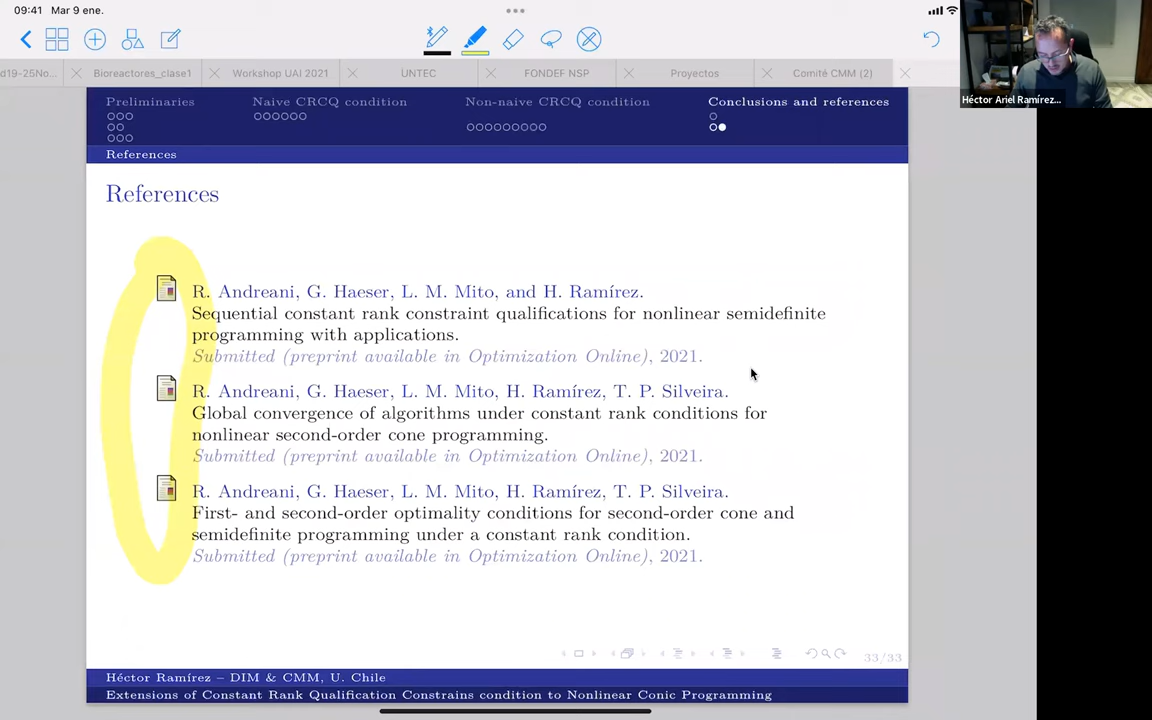 09:41 Mar 9 ene.
d19-25No...
Bioreactores_clase1
Workshop UAI 2021
UNTEC
FONDEF NSP
Proyectos
Comité CMM (2)
Héctor Ariel Ramírez...
Preliminaries
Naive CRCQ condition
Non-naive CRCQ condition
Conclusions and references
References
References
R. Andreani, G. Haeser, L. M. Mito, and H. Ramírez.
Sequential constant rank constraint qualifications for nonlinear semidefinite
programming with applications.
Submitted (preprint available in Optimization Online), 2021.
R. Andreani, G. Haeser, L. M. Mito, H. Ramírez, T. P. Silveira.
Global convergence of algorithms under constant rank conditions for
nonlinear second-order cone programming.
Submitted (preprint available in Optimization Online), 2021.
R. Andreani, G. Haeser, L. M. Mito, H. Ramírez, T. P. Silveira.
First- and second-order optimality conditions for second-order cone and
semidefinite programming under a constant rank condition.
Submitted (preprint available in Optimization Online), 2021.
33/33
Héctor Ramírez – DIM & CMM, U. Chile
Extensions of Constant Rank Qualification Constrains condition to Nonlinear Conic Programming